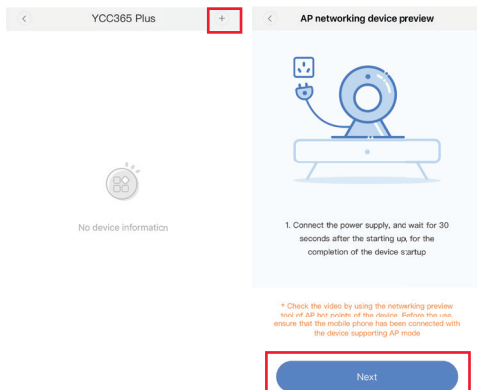 YCC365 Plus
+
No device information
AP networking device preview
1. Connect the power supply, and wait for 30
seconds after the starting up, for the
completion of the device startup
* Check the video by using the networking preview
tool of AP hot points of the device. Before the use,
ensure that the mobile phone has been connected with
the device supporting AP mode
Next